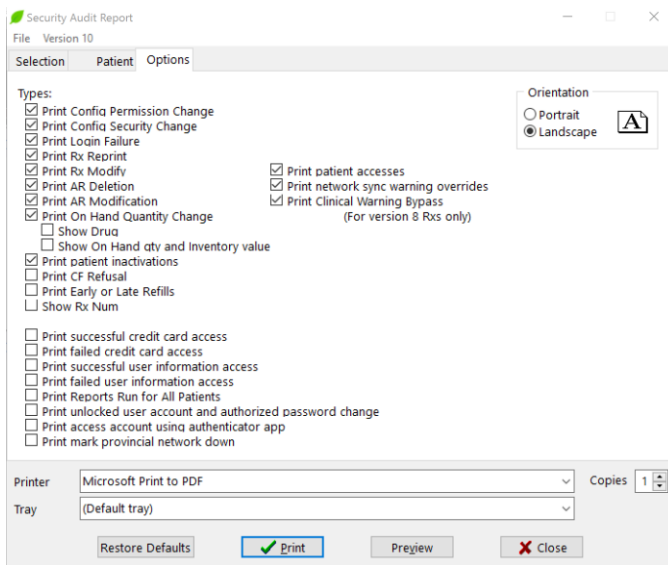 Security Audit Report
File Version 10
Selection Patient Options
Types:
Print Config Permission Change
Print Config Security Change
Print Login Failure
Print Rx Reprint
Print Rx Modify
Print AR Deletion
Print AR Modification
Print On Hand Quantity Change
Show Drug
Show On Hand qty and Inventory value
Print patient inactivations
Print CF Refusal
Print Early or Late Refills
Show Rx Num
Print patient accesses
Print network sync warning overrides
Print Clinical Warning Bypass
(For version 8 Rxs only)
Orientation
Portrait
Landscape
A
Print successful credit card access
Print failed credit card access
Print successful user information access
Print failed user information access
Print Reports Run for All Patients
Print unlocked user account and authorized password change
Print access account using authenticator app
Print mark provincial network down
Printer Microsoft Print to PDF Copies 1
Tray (Default tray)
Restore Defaults Print Preview Close